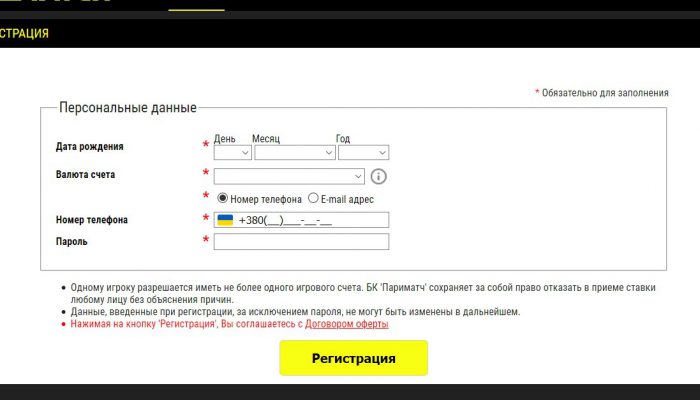 СТРАЦИЯ
* Обязательно для заполнения
Персональные данные
День Месяц Год
Дата рождения *
Валюта счета *
* Номер телефона E-mail адрес
Номер телефона * +380(__)___-__-__
Пароль *
Одному игроку разрешается иметь не более одного игрового счета. БК 'Париматч' сохраняет за собой право отказать в приеме ставки
любому лицу без объяснения причин.
Данные, введенные при регистрации, за исключением пароля, не могут быть изменены в дальнейшем.
Нажимая на кнопку 'Регистрация', Вы соглашаетесь с Договором оферты
Регистрация